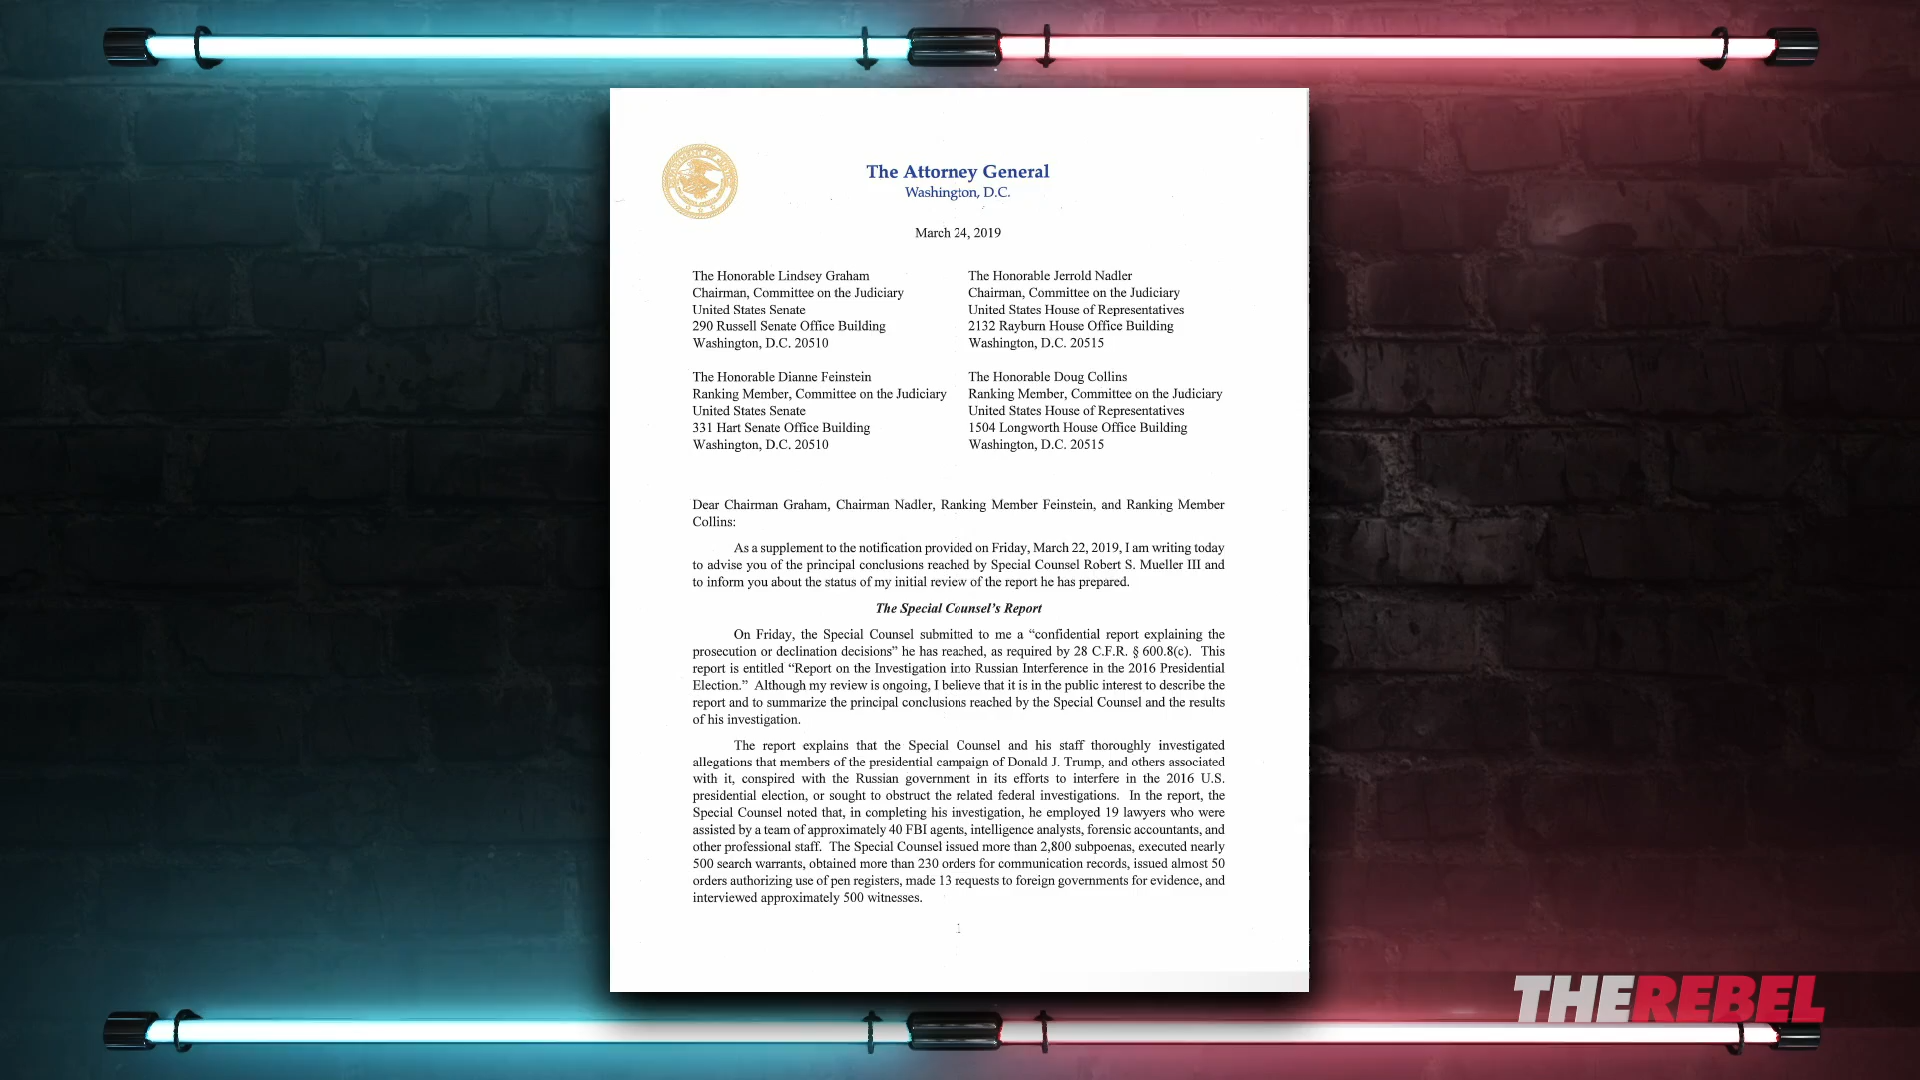 The Attorney General
Washington, D.C.
March 24, 2019
The Honorable Lindsey Graham
Chairman, Committee on the Judiciary
United States Senate
290 Russell Senate Office Building
Washington, D.C. 20510
The Honorable Jerrold Nadler
Chairman, Committee on the Judiciary
United States House of Representatives
2132 Rayburn House Office Building
Washington, D.C. 20515
The Honorable Dianne Feinstein
Ranking Member, Committee on the Judiciary
United States Senate
331 Hart Senate Office Building
Washington, D.C. 20510
The Honorable Doug Collins
Ranking Member, Committee on the Judiciary
United States House of Representatives
1504 Longworth House Office Building
Washington, D.C. 20515
Dear Chairman Graham, Chairman Nadler, Ranking Member Feinstein, and Ranking Member
Collins:
As a supplement to the notification provided on Friday, March 22, 2019, I am writing today
to advise you of the principal conclusions reached by Special Counsel Robert S. Mueller III and
to inform you about the status of my initial review of the report he has prepared.
The Special Counsel's Report
On Friday, the Special Counsel submitted to me a “confidential report explaining the
prosecution or declination decisions” he has reached, as required by 28 C.F.R. § 600.8(c). This
report is entitled “Report on the Investigation into Russian Interference in the 2016 Presidential
Election.” Although my review is ongoing, I believe that it is in the public interest to describe the
report and to summarize the principal conclusions reached by the Special Counsel and the results
of his investigation.
The report explains that the Special Counsel and his staff thoroughly investigated
allegations that members of the presidential campaign of Donald J. Trump, and others associated
with it, conspired with the Russian government in its efforts to interfere in the 2016 U.S.
presidential election, or sought to obstruct the related federal investigations. In the report, the
Special Counsel noted that, in completing his investigation, he employed 19 lawyers who were
assisted by a team of approximately 40 FBI agents, intelligence analysts, forensic accountants, and
other professional staff. The Special Counsel issued more than 2,800 subpoenas, executed nearly
500 search warrants, obtained more than 230 orders for communication records, issued almost 50
orders authorizing use of pen registers, made 13 requests to foreign governments for evidence, and
interviewed approximately 500 witnesses.
1
THE REBEL